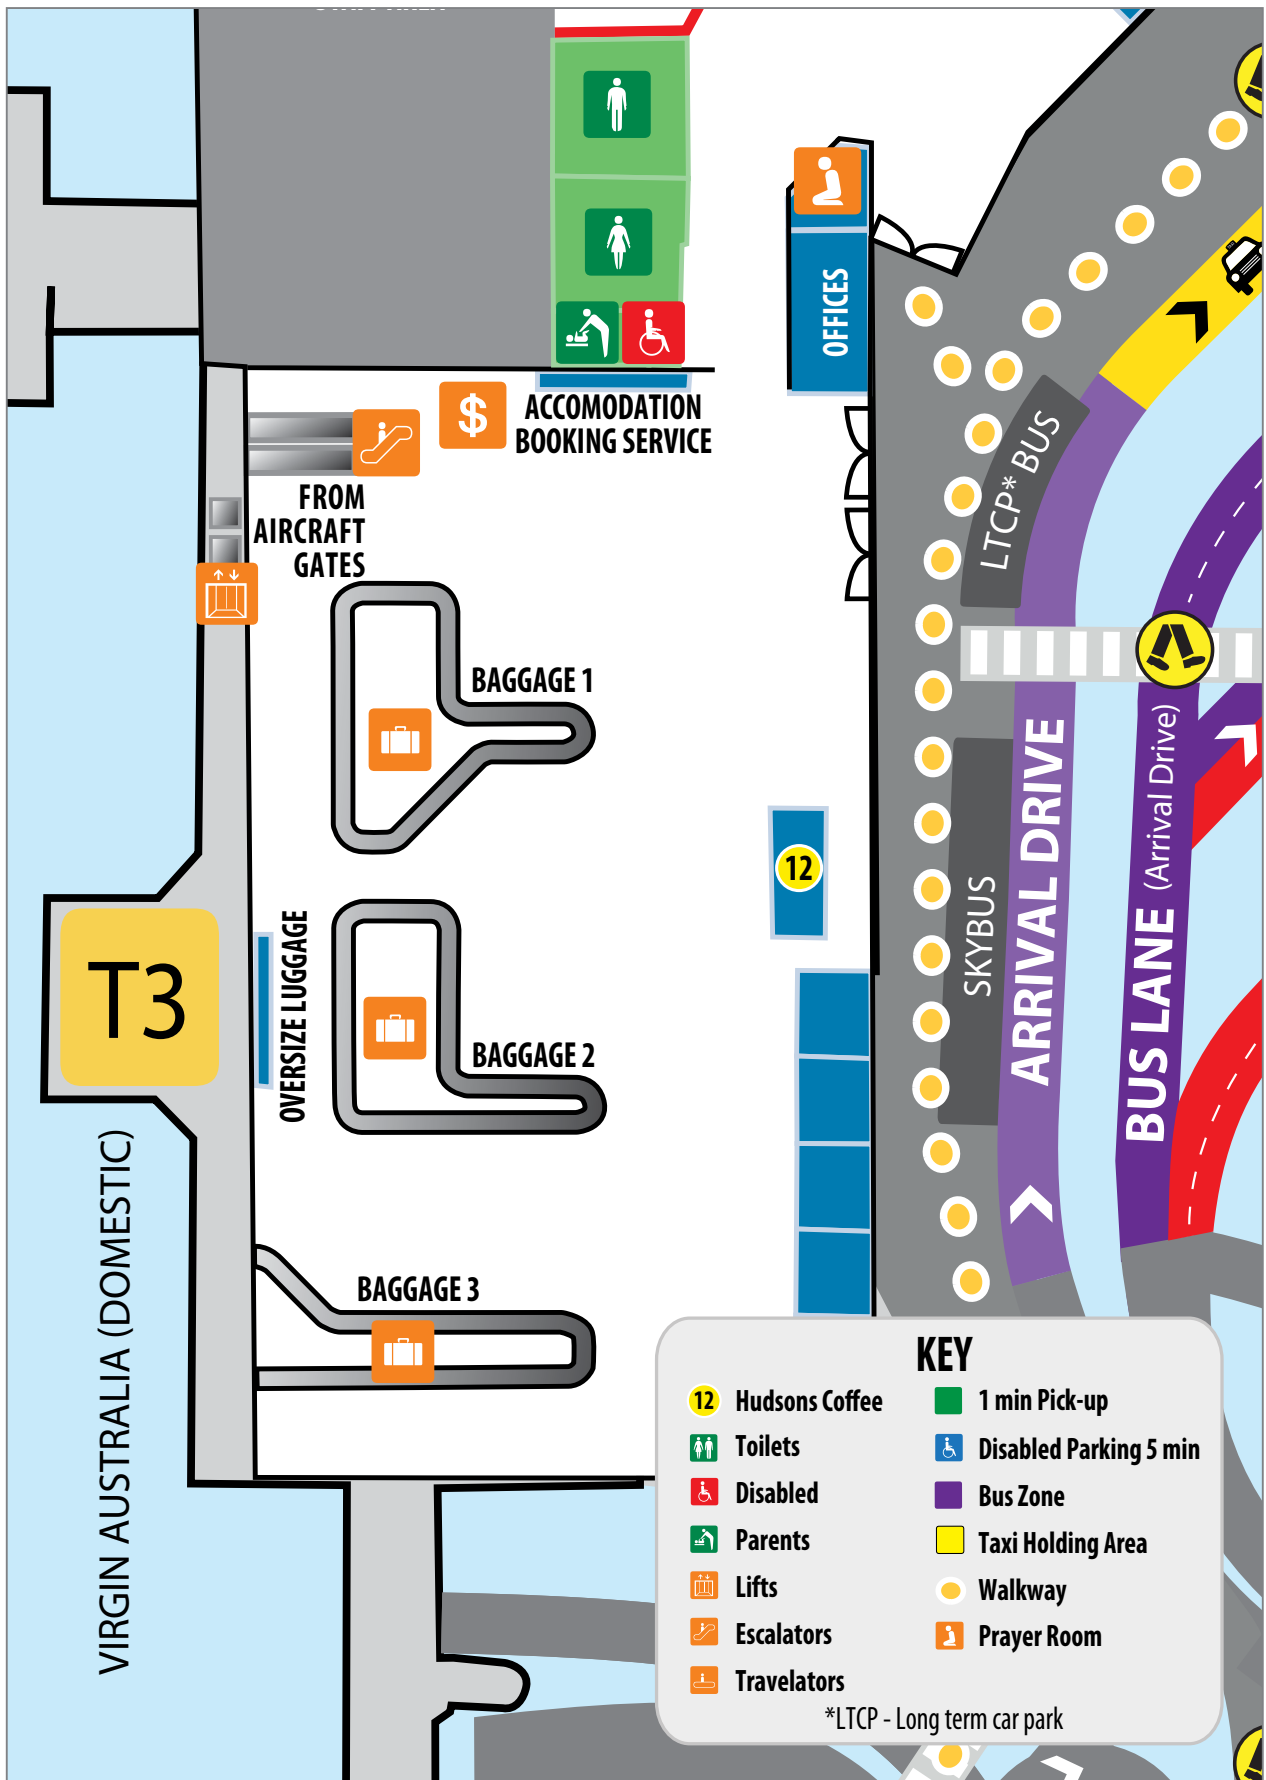 $
ACCOMODATION
BOOKING SERVICE
OFFICES
FROM
AIRCRAFT
GATES
LTCP* BUS
BAGGAGE 1
12
SKYBUS
ARRIVAL DRIVE
BUS LANE (Arrival Drive)
T3
OVERSIZE LUGGAGE
BAGGAGE 2
VIRGIN AUSTRALIA (DOMESTIC)
BAGGAGE 3
KEY
12 Hudsons Coffee
Toilets
Disabled
Parents
Lifts
Escalators
Travelators
1 min Pick-up
Disabled Parking 5 min
Bus Zone
Taxi Holding Area
Walkway
Prayer Room
*LTCP - Long term car park